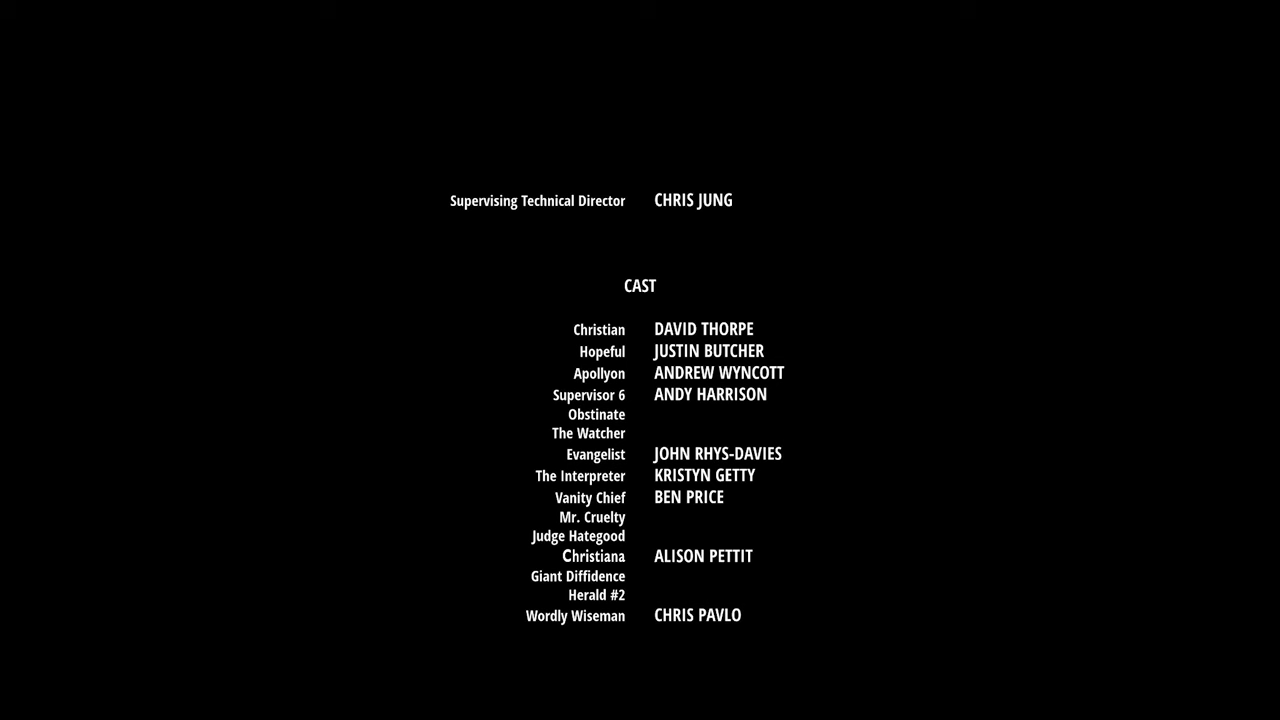 Supervising Technical Director CHRIS JUNG
CAST
Christian DAVID THORPE
Hopeful JUSTIN BUTCHER
Apollyon ANDREW WYNCOTT
Supervisor 6 ANDY HARRISON
Obstinate
The Watcher
Evangelist JOHN RHYS-DAVIES
The Interpreter KRISTYN GETTY
Vanity Chief BEN PRICE
Mr. Cruelty
Judge Hategood
Christiana ALISON PETTIT
Giant Diffidence
Herald #2
Wordly Wiseman CHRIS PAVLO